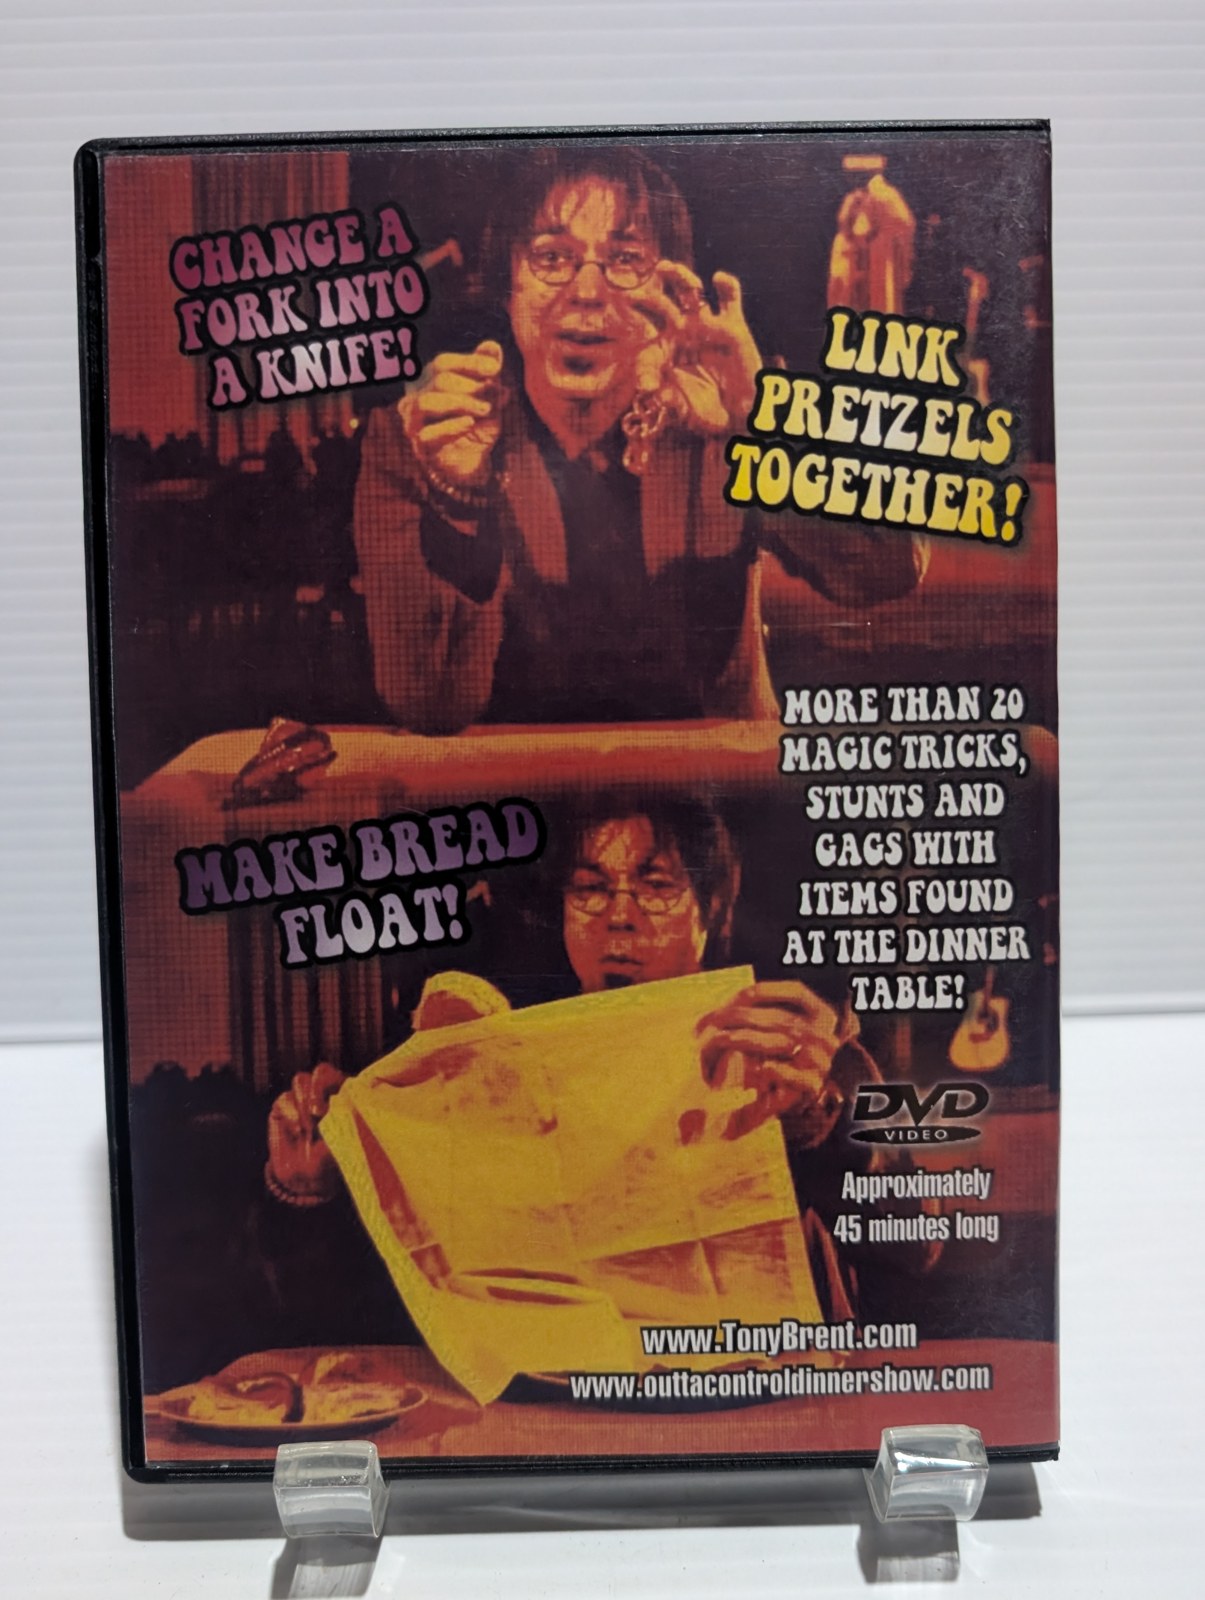 CHANGE A
FORK INTO
A KNIFE!
LINK
PRETZELS
TOGETHER!
MORE THAN 20
MAGIC TRICKS,
STUNTS AND
GAGS WITH
ITEMS FOUND
AT THE DINNER
TABLE!
MAKE BREAD
FLOAT!
DVD
VIDEO
Approximately
45 minutes long
www.TonyBrent.com
www.outtacontroldinnershow.com